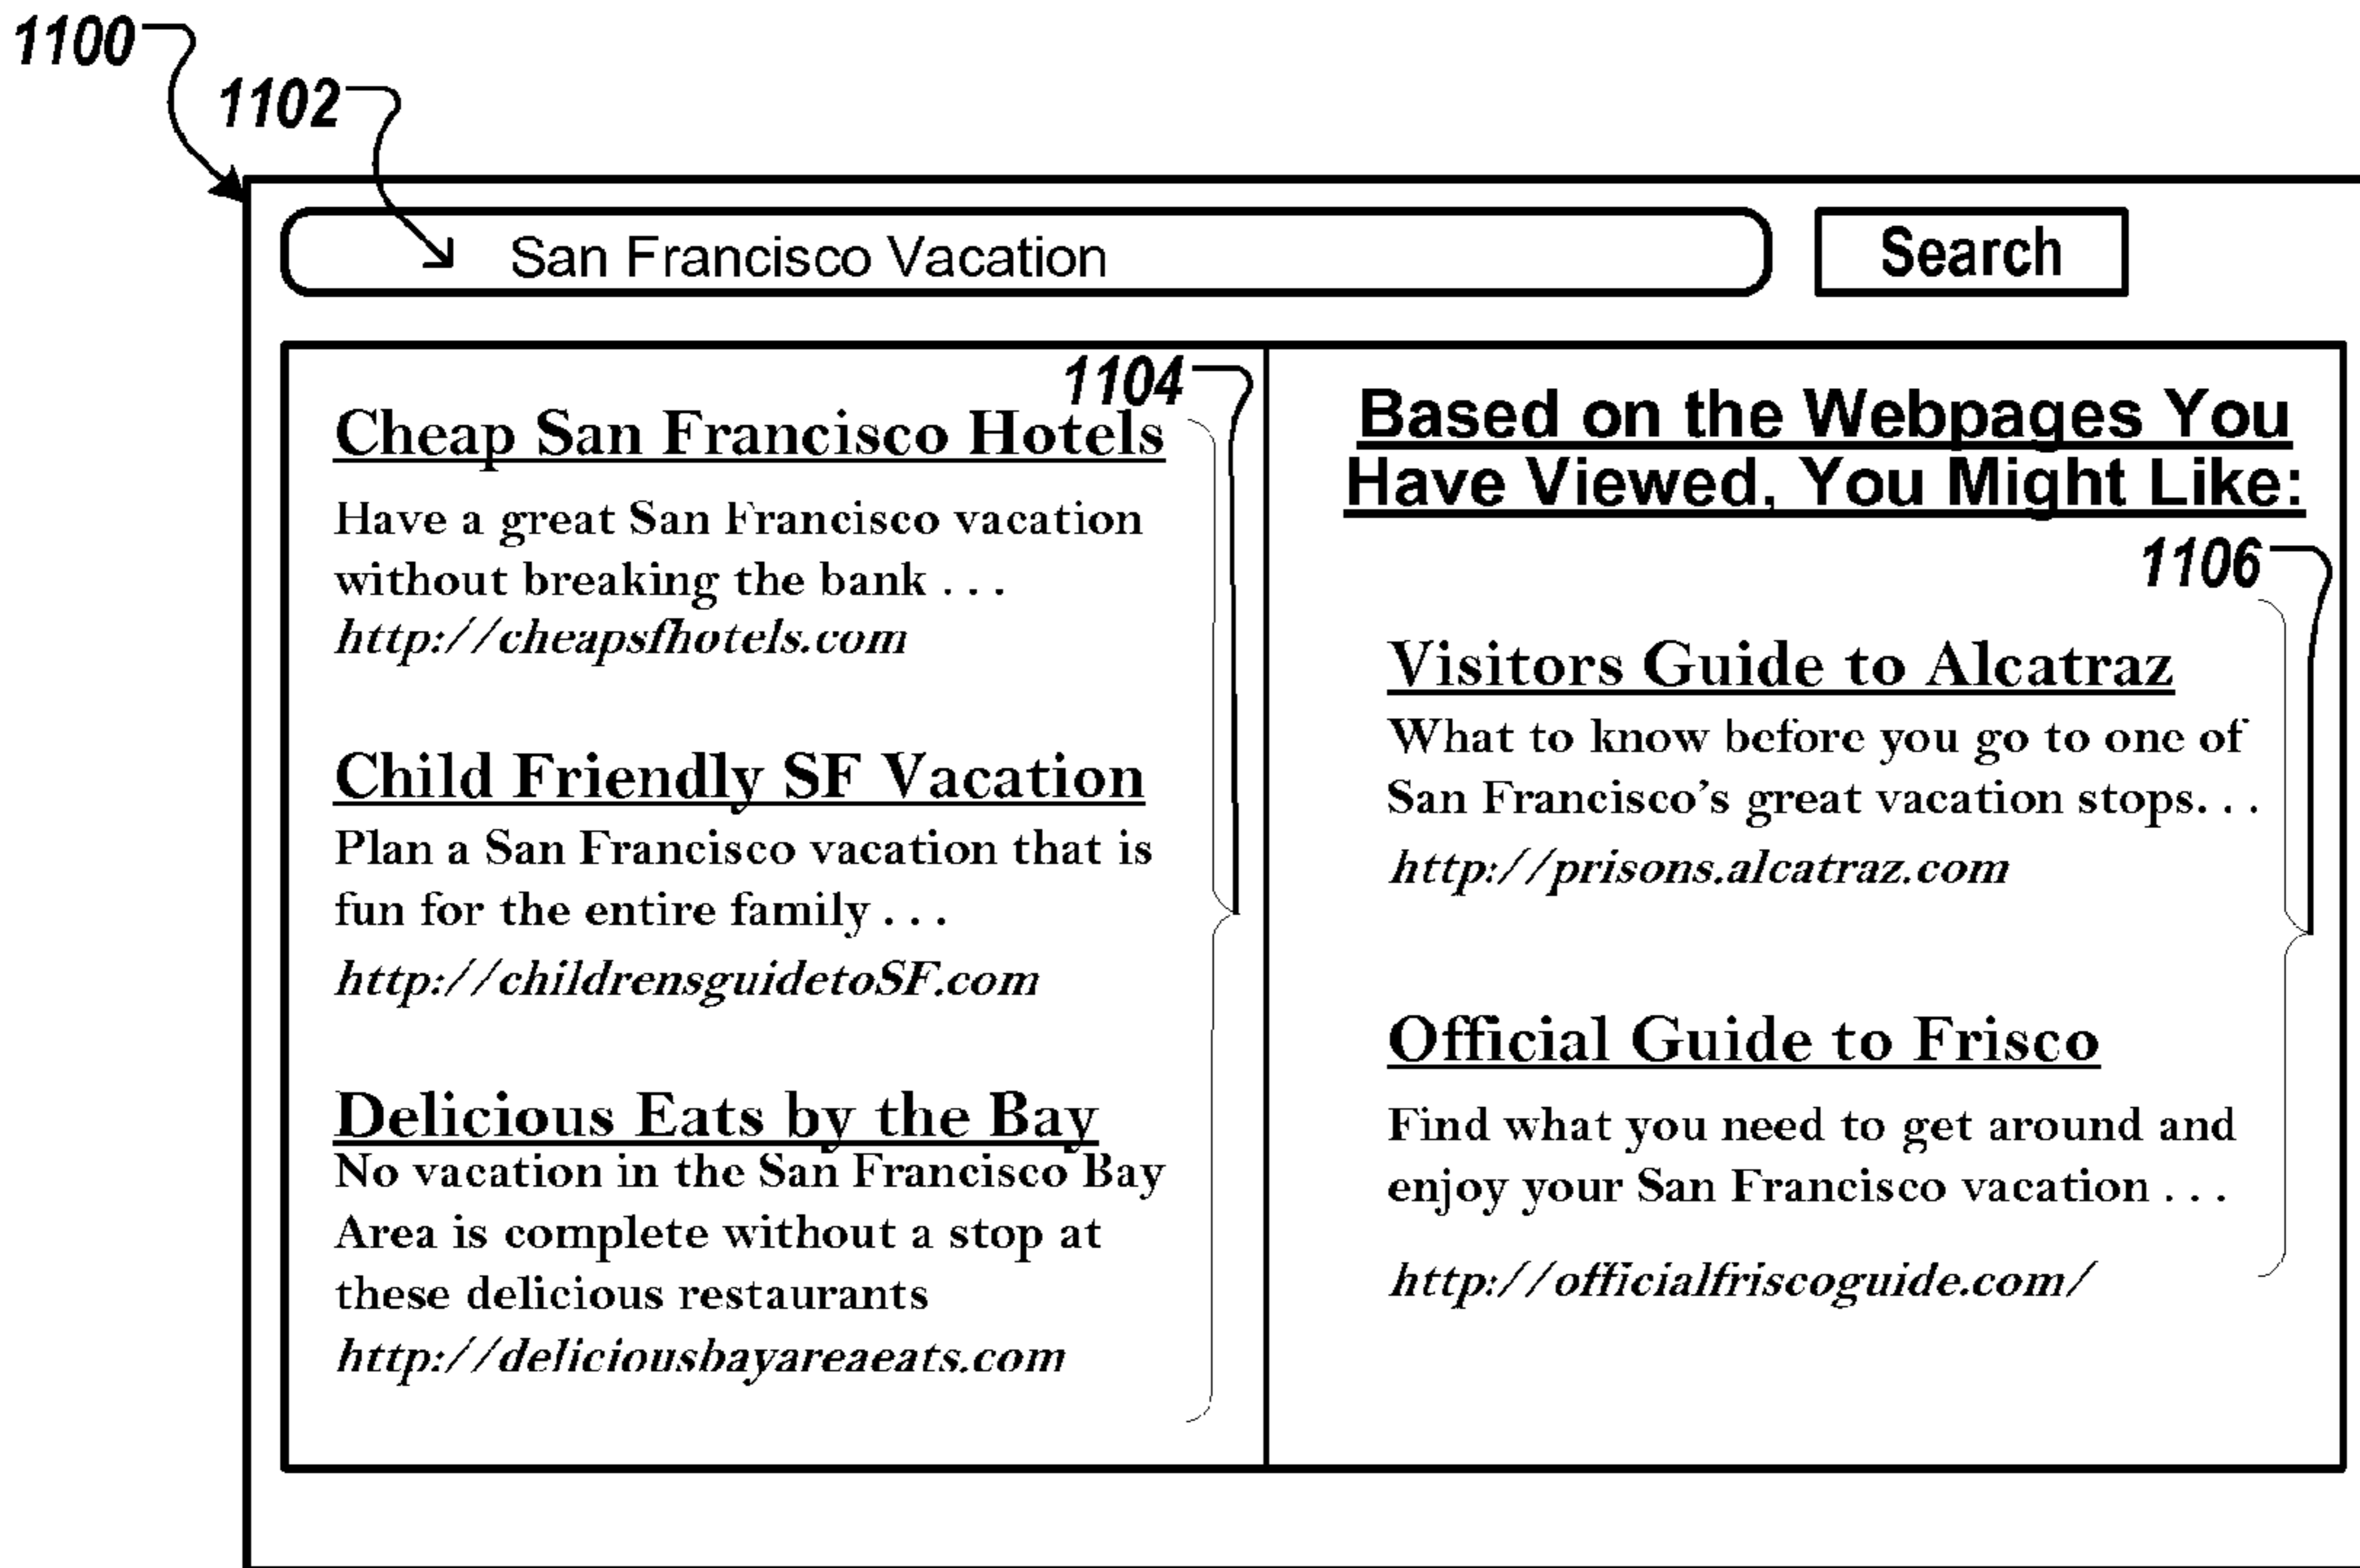 1100
1102
San Francisco Vacation
Search
1104
Cheap San Francisco Hotels
Have a great San Francisco vacation
without breaking the bank . . .
http://cheapsfhotels.com
Child Friendly SF Vacation
Plan a San Francisco vacation that is
fun for the entire family . . .
http://childrensguidetoSF.com
Delicious Eats by the Bay
No vacation in the San Francisco Bay
Area is complete without a stop at
these delicious restaurants
http://deliciousbayareaeats.com
Based on the Webpages You
Have Viewed, You Might Like:
1106
Visitors Guide to Alcatraz
What to know before you go to one of
San Francisco's great vacation stops. . .
http://prisons.alcatraz.com
Official Guide to Frisco
Find what you need to get around and
enjoy your San Francisco vacation . . .
http://officialfriscoguide.com/